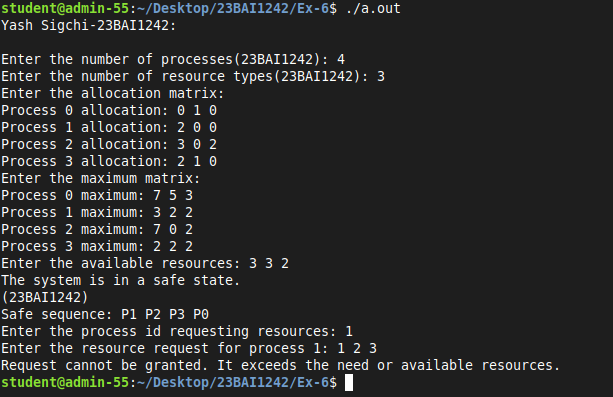 student@admin-55:~/Desktop/23BAI1242/Ex-6$ ./a.out
Yash Sigchi-23BAI1242:
Enter the number of processes(23BAI1242): 4
Enter the number of resource types(23BAI1242): 3
Enter the allocation matrix:
Process 0 allocation: 0 1 0
Process 1 allocation: 2 0 0
Process 2 allocation: 3 0 2
Process 3 allocation: 2 1 0
Enter the maximum matrix:
Process 0 maximum: 7 5 3
Process 1 maximum: 3 2 2
Process 2 maximum: 7 0 2
Process 3 maximum: 2 2 2
Enter the available resources: 3 3 2
The system is in a safe state.
(23BAI1242)
Safe sequence: P1 P2 P3 P0
Enter the process id requesting resources: 1
Enter the resource request for process 1: 1 2 3
Request cannot be granted. It exceeds the need or available resources.
student@admin-55:~/Desktop/23BAI1242/Ex-6$